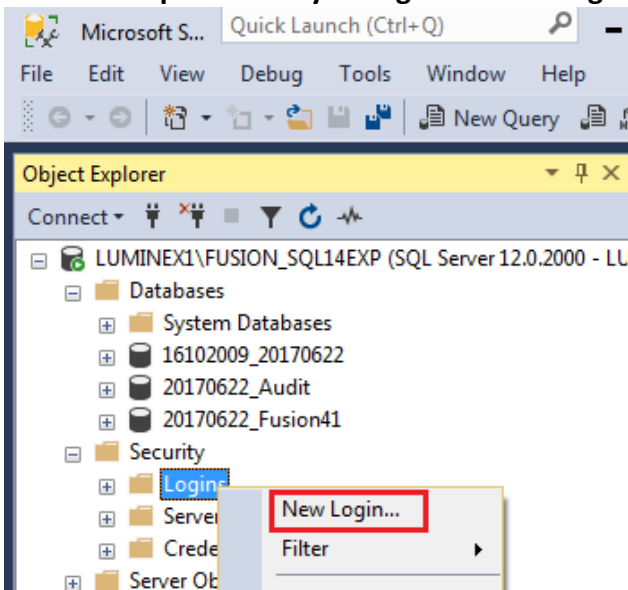 Microsoft S... Quick Launch (Ctrl+Q)
File Edit View Debug Tools Window Help
New Query
Object Explorer
Connect
LUMINEX1\FUSION_SQL14EXP (SQL Server 12.0.2000 - LU
Databases
System Databases
16102009_20170622
20170622_Audit
20170622_Fusion41
Security
Logins
New Login...
Server
Filter
Crede
Server Ob